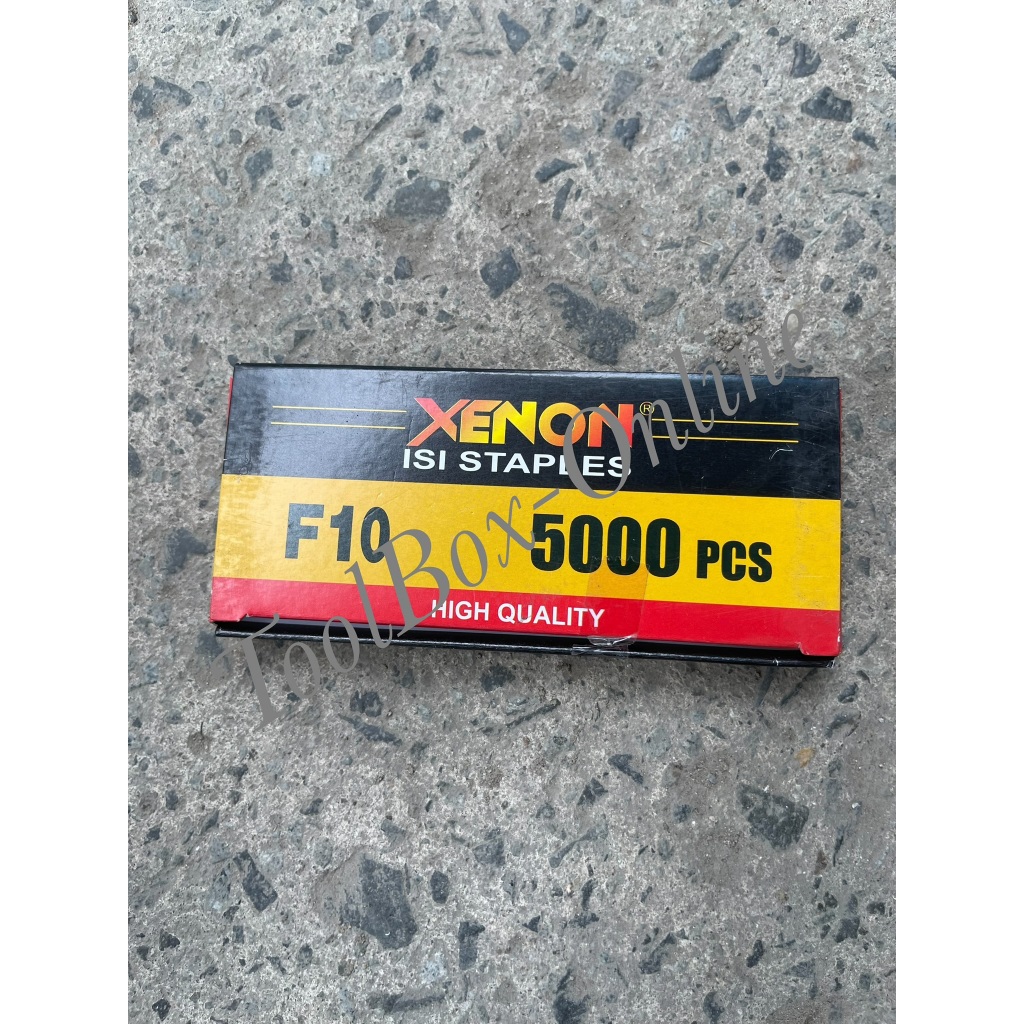 XENON®
ISI STAPLES
F10 5000 PCS
HIGH QUALITY
ToolBox-Online